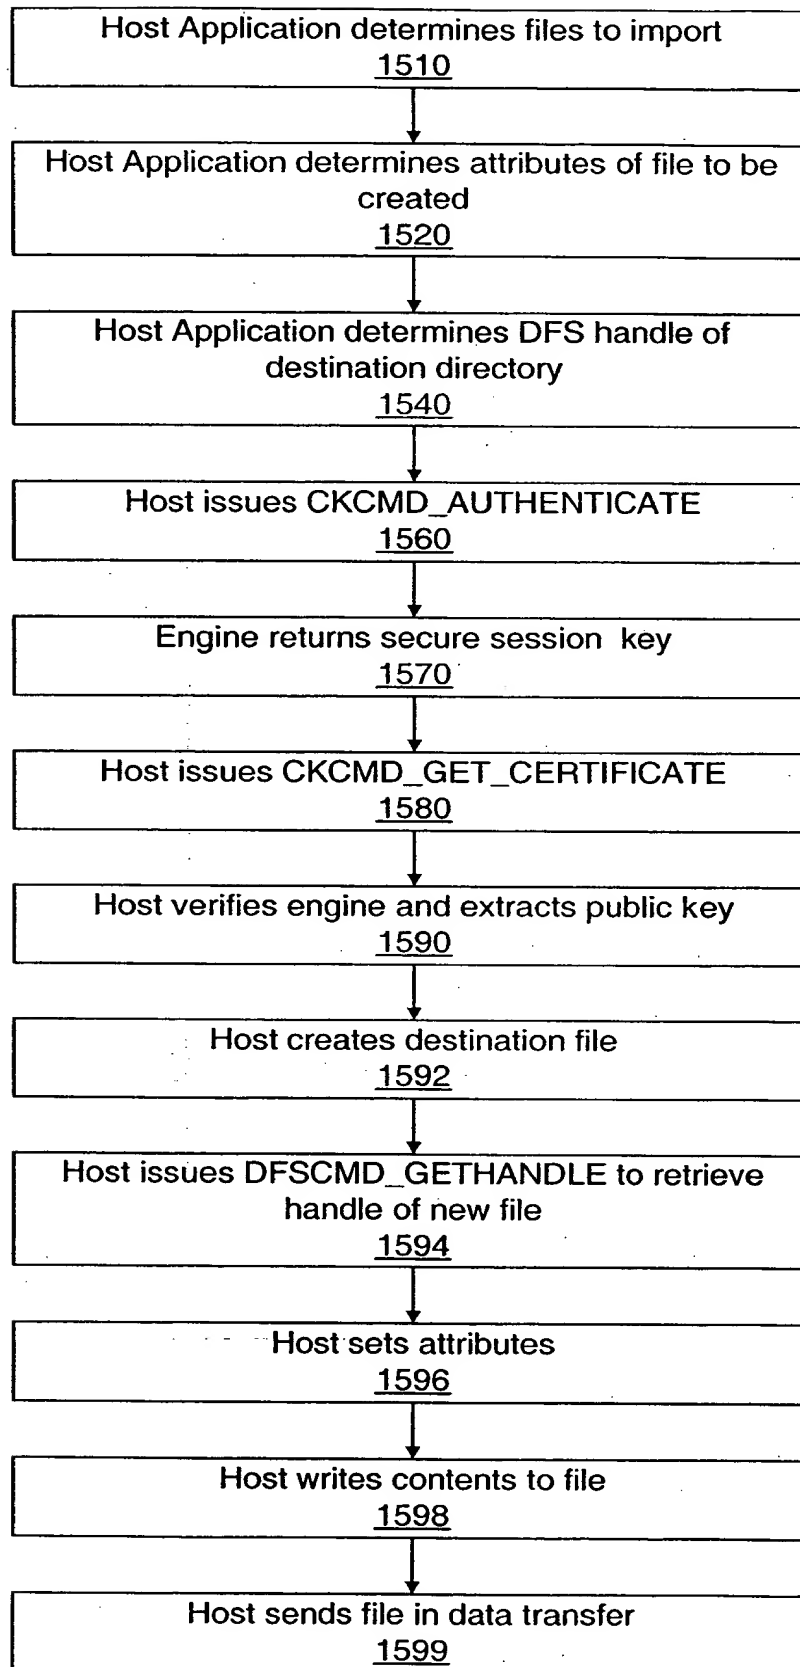 Host Application determines files to import
1510
Host Application determines attributes of file to be
created
1520
Host Application determines DFS handle of
destination directory
1540
Host issues CKCMD_AUTHENTICATE
1560
Engine returns secure session key
1570
Host issues CKCMD_GET_CERTIFICATE
1580
Host verifies engine and extracts public key
1590
Host creates destination file
1592
Host issues DFSCMD_GETHANDLE to retrieve
handle of new file
1594
Host sets attributes
1596
Host writes contents to file
1598
Host sends file in data transfer
1599